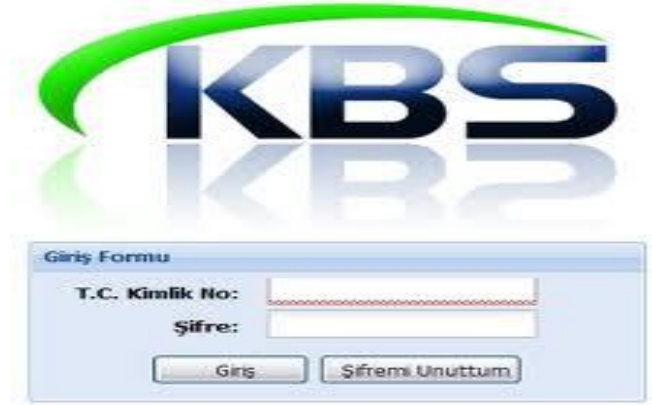 KBS
Giriş Formu
T.C. Kimlik No:
Şifre:
Giriş Şifremi Unuttum